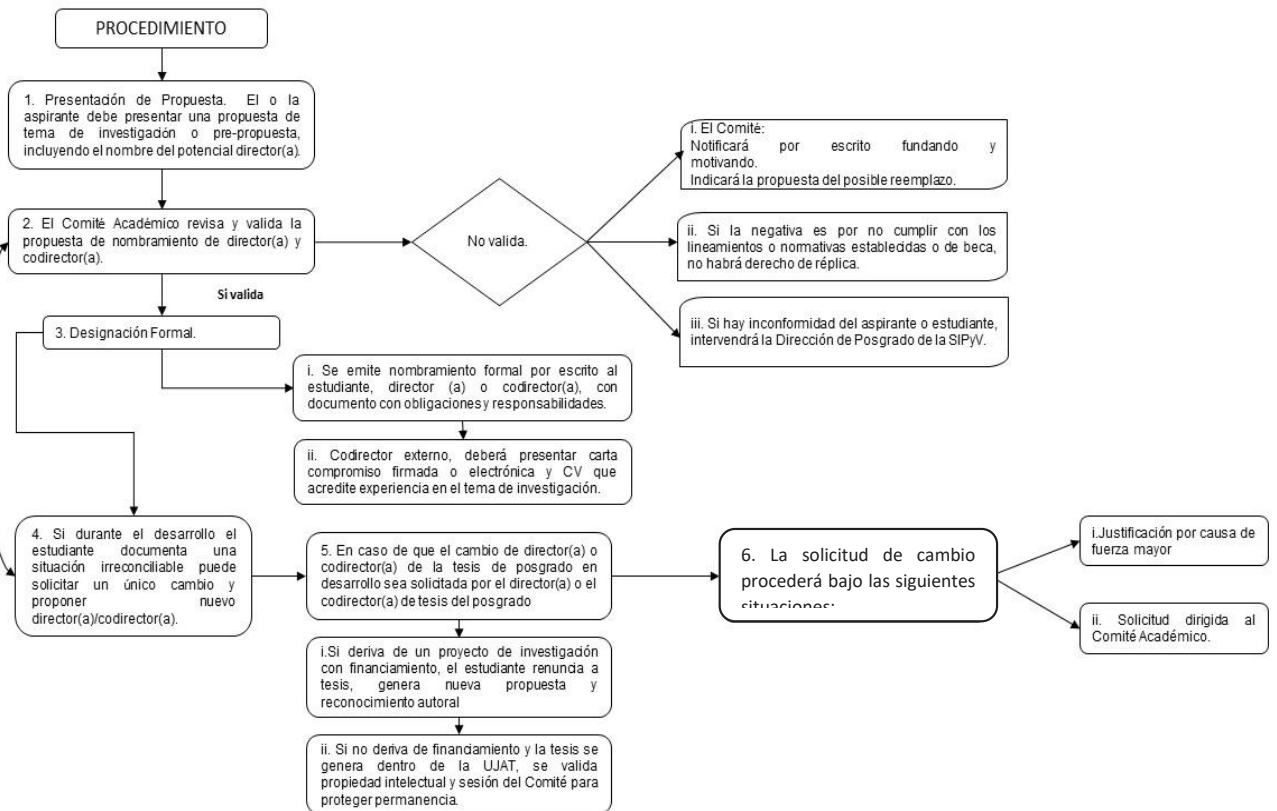 PROCEDIMIENTO
1. Presentación de Propuesta. El o la
aspirante debe presentar una propuesta de
tema de investigación o pre-propuesta,
incluyendo el nombre del potencial director(a).
2. El Comité Académico revisa y valida la
propuesta de nombramiento de director(a) y
codirector(a).
No valida.
i. El Comité:
Notificará por escrito fundando y
motivando.
Indicará la propuesta del posible reemplazo.
ii. Si la negativa es por no cumplir con los
lineamientos o normativas establecidas o de beca,
no habrá derecho de réplica.
iii. Si hay inconformidad del aspirante o estudiante,
intervendrá la Dirección de Posgrado de la SIPyV.
Si valida
3. Designación Formal.
i. Se emite nombramiento formal por escrito al
estudiante, director (a) o codirector(a), con
documento con obligaciones y responsabilidades.
ii. Codirector externo, deberá presentar carta
compromiso firmada o electrónica y CV que
acredite experiencia en el tema de investigación.
4. Si durante el desarrollo el
estudiante documenta una
situación irreconciliable puede
solicitar un único cambio y
proponer nuevo
director(a)/codirector(a).
5. En caso de que el cambio de director(a) o
codirector(a) de la tesis de posgrado en
desarrollo sea solicitada por el director(a) o el
codirector(a) de tesis del posgrado
i.Si deriva de un proyecto de investigación
con financiamiento, el estudiante renuncia a
tesis, genera nueva propuesta y
reconocimiento autoral
ii. Si no deriva de financiamiento y la tesis se
genera dentro de la UJAT, se valida
propiedad intelectual y sesión del Comité para
proteger permanencia.
6. La solicitud de cambio
procederá bajo las siguientes
situaciones:
i.Justificación por causa de
fuerza mayor
ii. Solicitud dirigida al
Comité Académico.